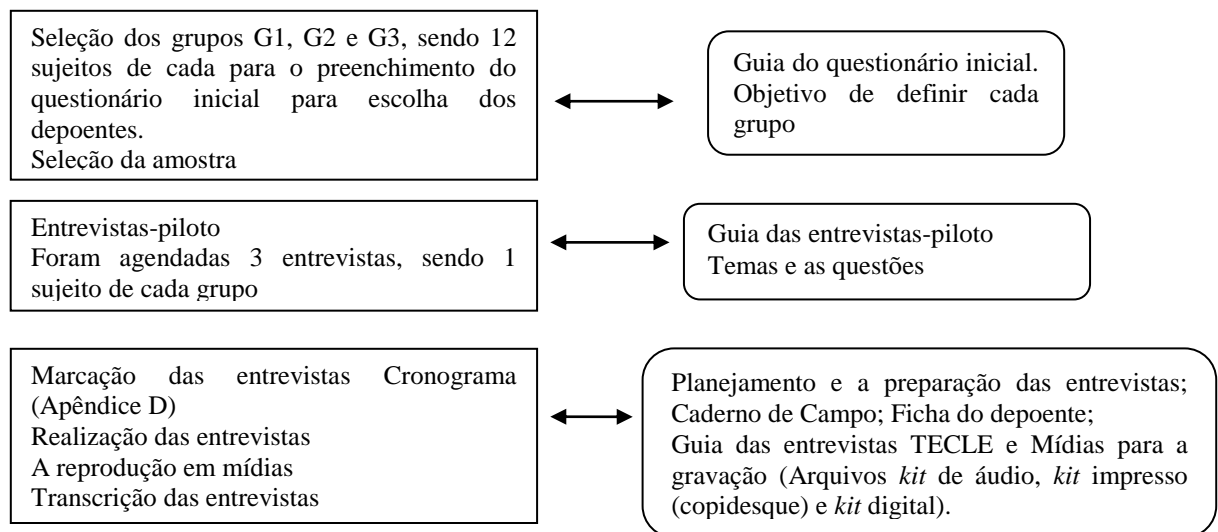 Seleção dos grupos G1, G2 e G3, sendo 12
sujeitos de cada para o preenchimento do
questionário inicial para escolha dos
depoentes.
Seleção da amostra
Guia do questionário inicial.
Objetivo de definir cada
grupo
Entrevistas-piloto
Foram agendadas 3 entrevistas, sendo 1
sujeito de cada grupo
Guia das entrevistas-piloto
Temas e as questões
Marcação das entrevistas Cronograma
(Apêndice D)
Realização das entrevistas
A reprodução em mídias
Transcrição das entrevistas
Planejamento e a preparação das entrevistas;
Caderno de Campo; Ficha do depoente;
Guia das entrevistas TECLE e Mídias para a
gravação (Arquivos kit de áudio, kit impresso
(copidesque) e kit digital).